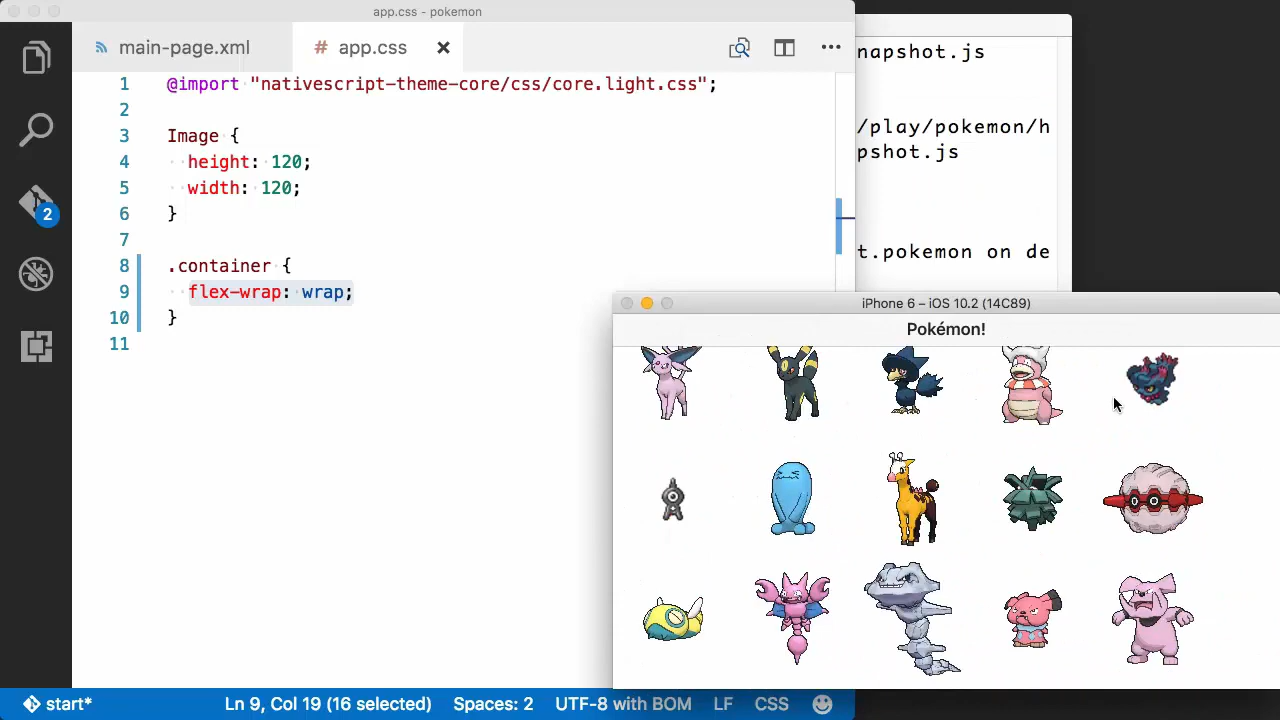 app.css - pokemon
main-page.xml
# app.css
1 @import "nativescript-theme-core/css/core.light.css";
2
3 Image {
4 height: 120;
5 width: 120;
6 }
7
8 .container {
9 flex-wrap: wrap;
10 }
11
napshot.js
/play/pokemon/h
pshot.js
t.pokemon on de
2
iPhone 6 – iOS 10.2 (14C89)
Pokémon!
start* Ln 9, Col 19 (16 selected) Spaces: 2 UTF-8 with BOM LF CSS